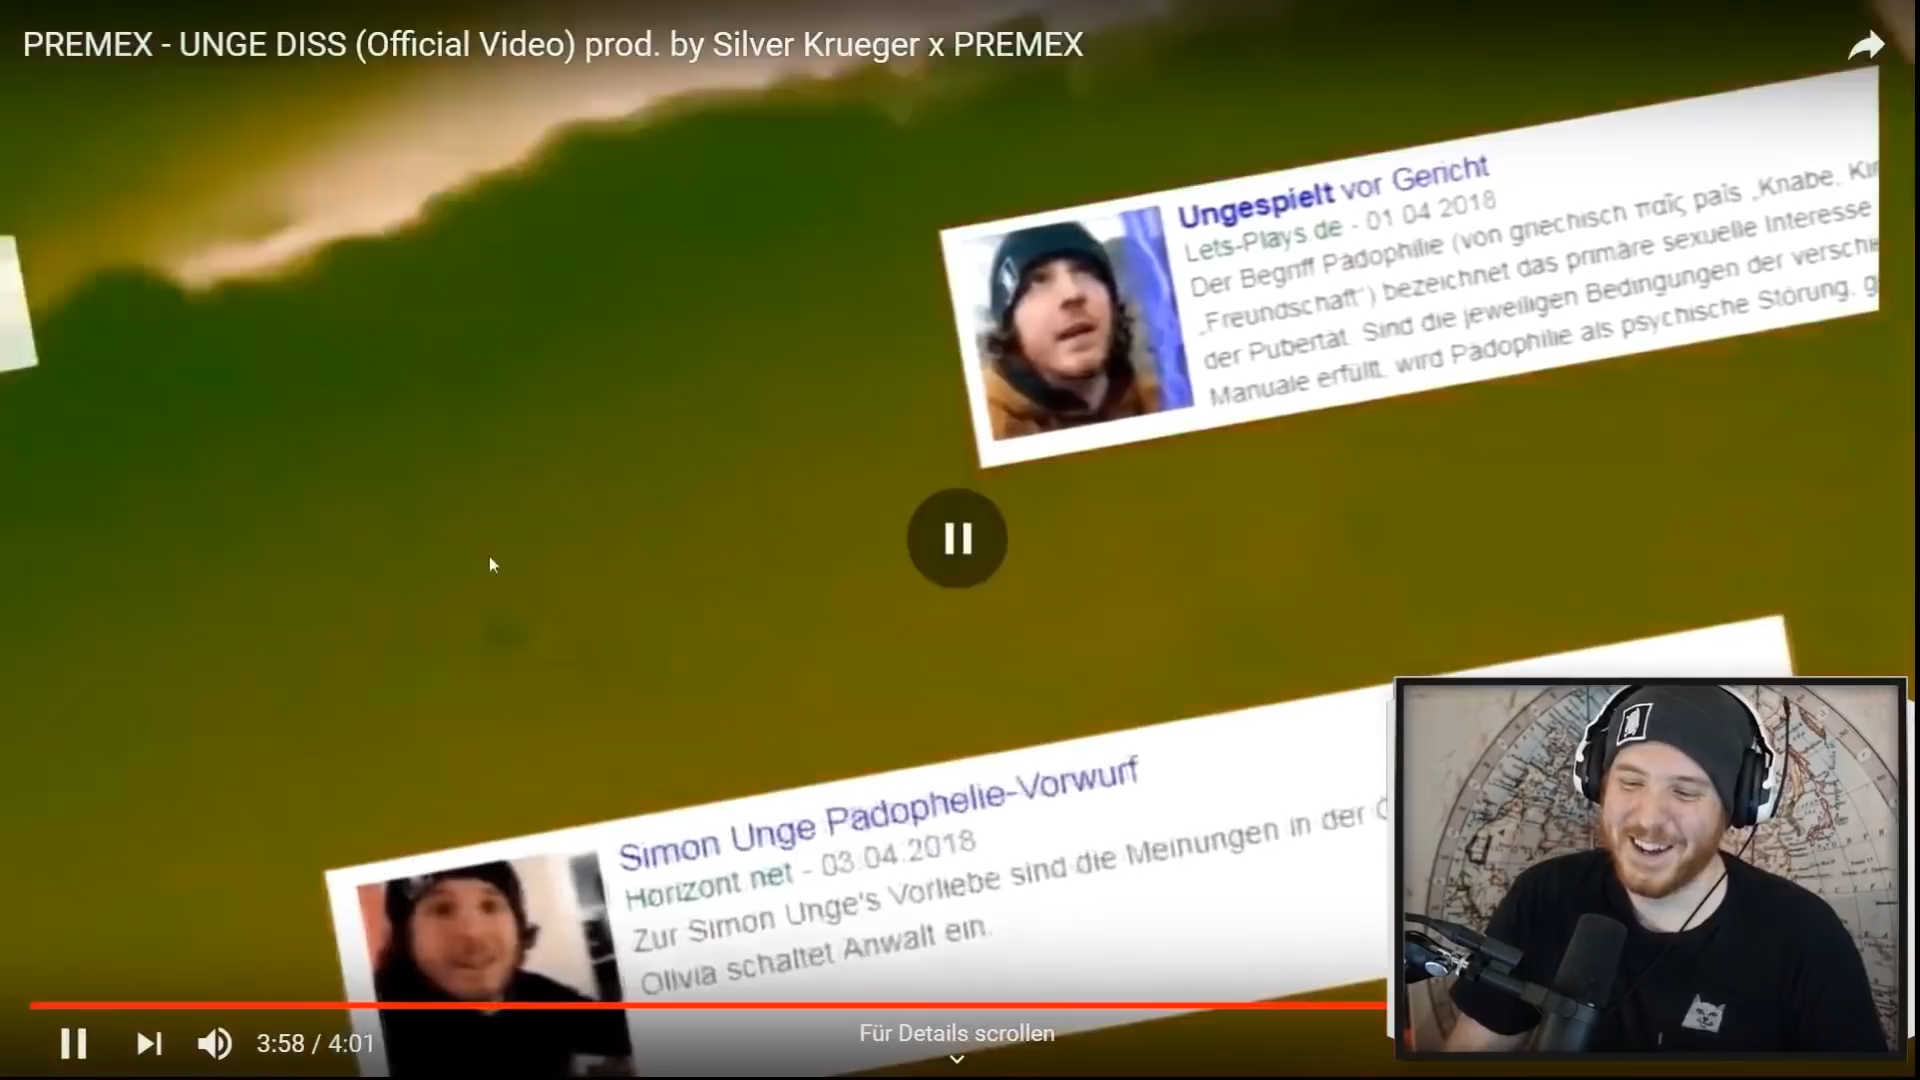 PREMEX - UNGE DISS (Official Video) prod. by Silver Krueger x PREMEX
Ungespielt vor Gericht
Lets-Plays de - 01 04 2018
Der Begriff Pädophilie (von griechisch παῖς pais „Knabe, Kin
„Freundschaft“) bezeichnet das primäre sexuelle Interesse
der Pubertät. Sind die jeweiligen Bedingungen der verschie
Manuale erfüllt, wird Pädophilie als psychische Störung, g
Simon Unge Pädophelie-Vorwurf
Horizont.net - 03.04.2018
Zur Simon Unge's Vorliebe sind die Meinungen in der
Olivia schaltet Anwalt ein.
3:58 / 4:01
Für Details scrollen